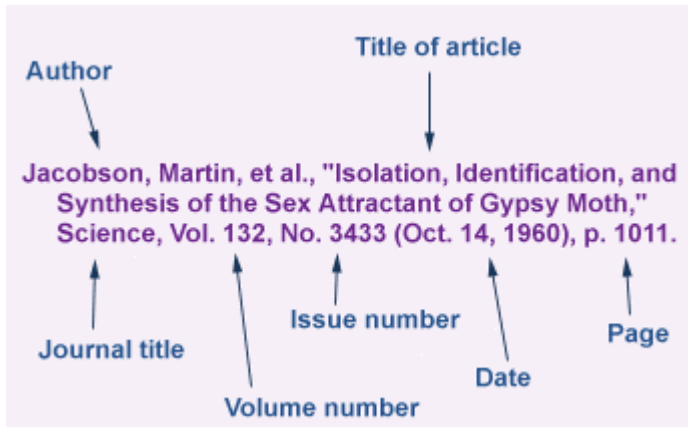 Title of article
Author
Jacobson, Martin, et al., "Isolation, Identification, and
Synthesis of the Sex Attractant of Gypsy Moth,"
Science, Vol. 132, No. 3433 (Oct. 14, 1960), p. 1011.
Issue number
Page
Journal title
Date
Volume number